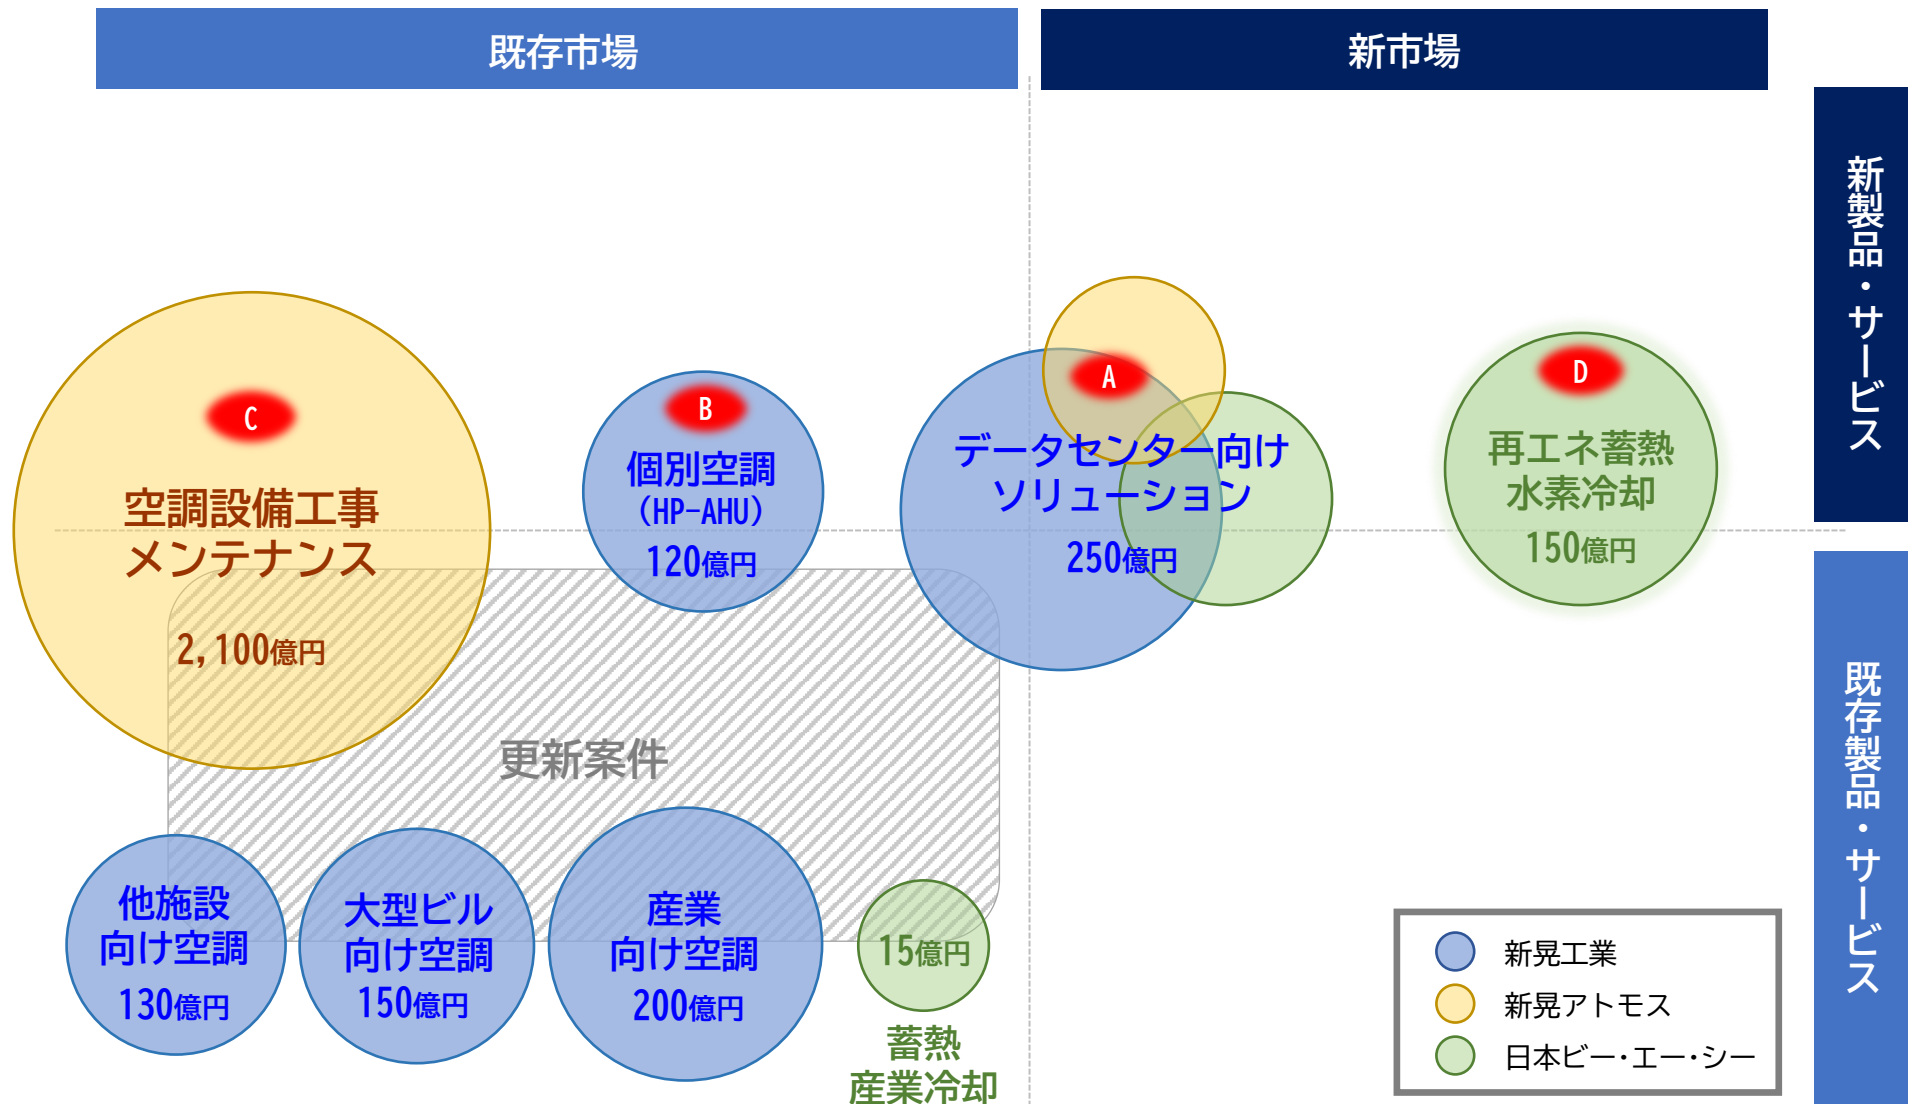 既存市場
新市場
新製品・サービス
既存製品・サービス
C
空調設備工事
メンテナンス
2,100億円
B
個別空調
(HP-AHU)
120億円
A
データセンター向け
ソリューション
250億円
D
再エネ蓄熱
水素冷却
150億円
更新案件
他施設
向け空調
130億円
大型ビル
向け空調
150億円
産業
向け空調
200億円
15億円
蓄熱
産業冷却
新晃工業
新晃アトモス
日本ビー・エー・シー